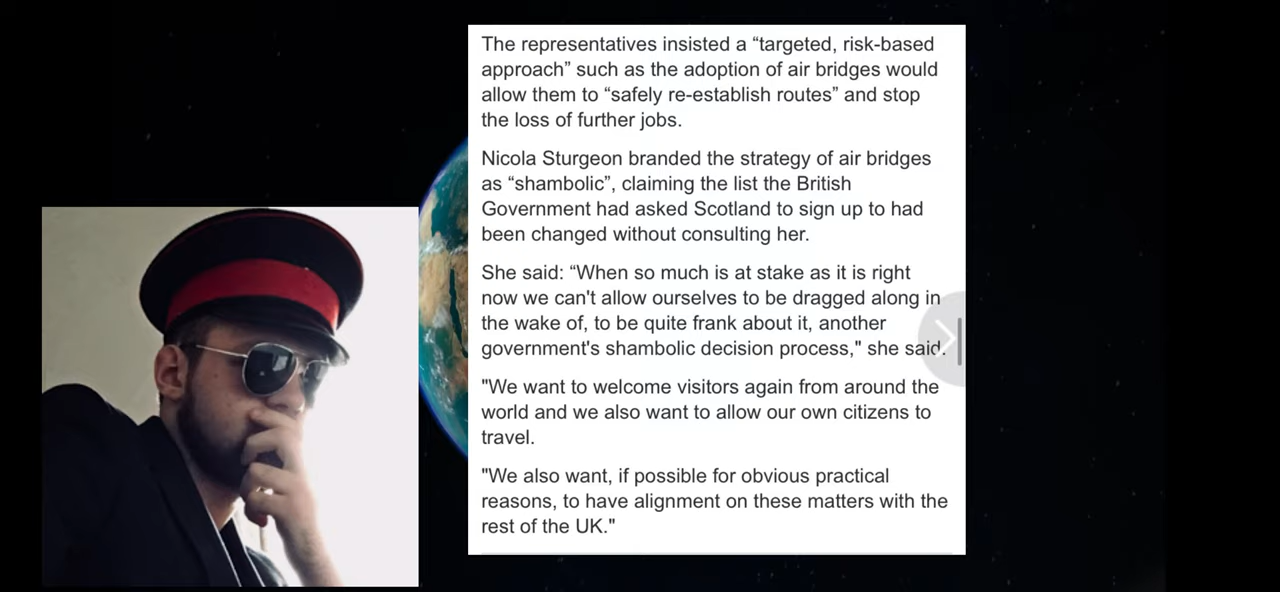 The representatives insisted a “targeted, risk-based
approach” such as the adoption of air bridges would
allow them to “safely re-establish routes” and stop
the loss of further jobs.
Nicola Sturgeon branded the strategy of air bridges
as “shambolic”, claiming the list the British
Government had asked Scotland to sign up to had
been changed without consulting her.
She said: “When so much is at stake as it is right
now we can't allow ourselves to be dragged along in
the wake of, to be quite frank about it, another
government's shambolic decision process," she said.
"We want to welcome visitors again from around the
world and we also want to allow our own citizens to
travel.
"We also want, if possible for obvious practical
reasons, to have alignment on these matters with the
rest of the UK."